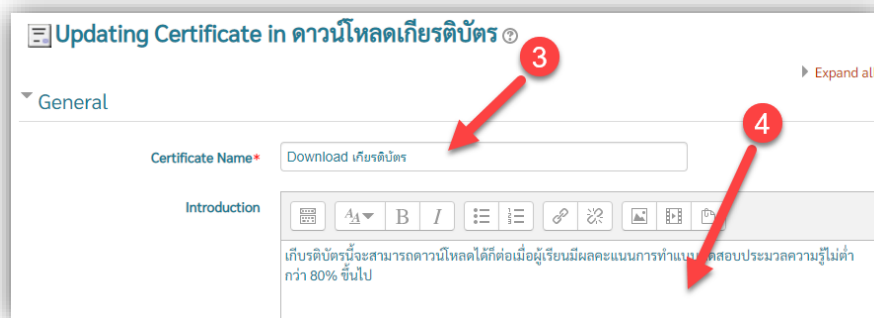 Updating Certificate in ดาวน์โหลดเกียรติบัตร
3
Expand all
General
4
Certificate Name*
Download เกียรติบัตร
Introduction
B I
เกีบรติบัตรนี้จะสามารถดาวน์โหลดได้ก็ต่อเมื่อผู้เรียนมีผลคะแนนการทำแบบทดสอบประมวลความรู้ไม่ต่ำ
กว่า 80% ขึ้นไป